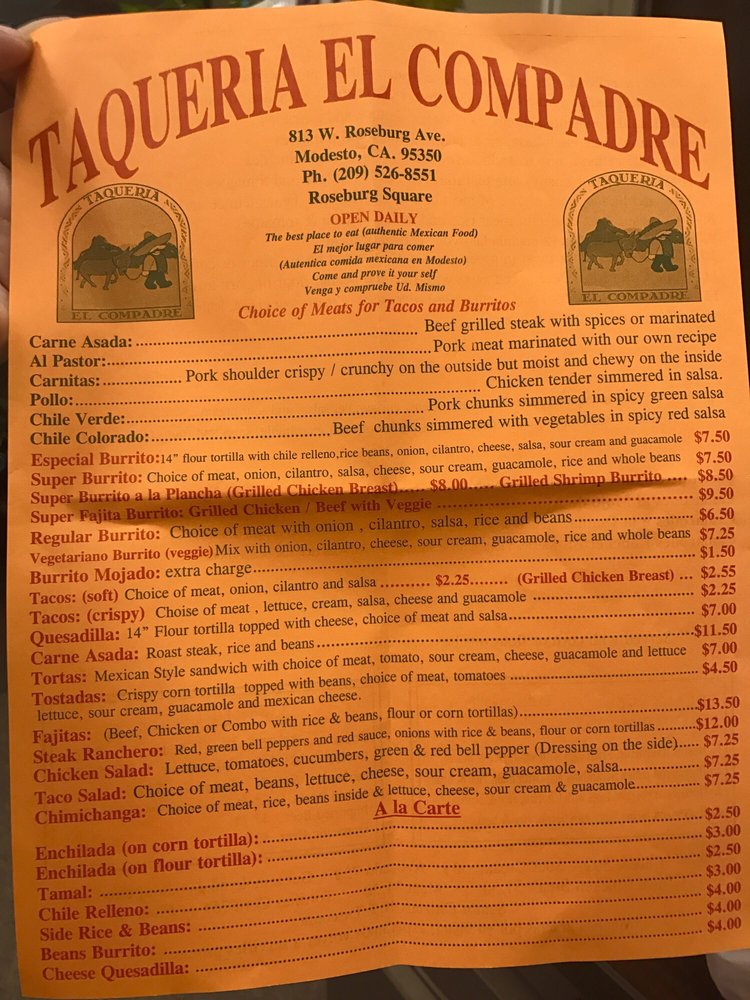 TAQUERIA EL COMPADRE
813 W. Roseburg Ave.
Modesto, CA. 95350
Ph. (209) 526-8551
Roseburg Square
OPEN DAILY
The best place to eat (authentic Mexican Food)
El mejor lugar para comer
(Autentica comida mexicana en Modesto)
Come and prove it your self
Venga y compruebe Ud. Mismo
TAQUERIA
EL COMPADRE
TAQUERIA
EL COMPADRE
Choice of Meats for Tacos and Burritos
Carne Asada: Beef grilled steak with spices or marinated
Al Pastor: Pork meat marinated with our own recipe
Carnitas: Pork shoulder crispy / crunchy on the outside but moist and chewy on the inside
Pollo: Chicken tender simmered in salsa.
Chile Verde: Pork chunks simmered in spicy green salsa
Chile Colorado: Beef chunks simmered with vegetables in spicy red salsa
Especial Burrito: 14" flour tortilla with chile relleno,rice beans, onion, cilantro, cheese, salsa, sour cream and guacamole $7.50
Super Burrito: Choice of meat, onion, cilantro, salsa, cheese, sour cream, guacamole, rice and whole beans $7.50
Super Burrito a la Plancha (Grilled Chicken Breast)..... $8.00..... Grilled Shrimp Burrito..... $8.50
Super Fajita Burrito: Grilled Chicken / Beef with Veggie $9.50
Regular Burrito: Choice of meat with onion , cilantro, salsa, rice and beans $6.50
Vegetariano Burrito (veggie) Mix with onion, cilantro, cheese, sour cream, guacamole, rice and whole beans $7.25
Burrito Mojado: extra charge $1.50
Tacos: (soft) Choice of meat, onion, cilantro and salsa .......... $2.25........ (Grilled Chicken Breast) ... $2.55
Tacos: (crispy) Choise of meat , lettuce, cream, salsa, cheese and guacamole $2.25
Quesadilla: 14" Flour tortilla topped with cheese, choice of meat and salsa $7.00
Carne Asada: Roast steak, rice and beans $11.50
Tortas: Mexican Style sandwich with choice of meat, tomato, sour cream, cheese, guacamole and lettuce $7.00
Tostadas: Crispy corn tortilla topped with beans, choice of meat, tomatoes $4.50
lettuce, sour cream, guacamole and mexican cheese.
Fajitas: (Beef, Chicken or Combo with rice & beans, flour or corn tortillas) $13.50
Steak Ranchero: Red, green bell peppers and red sauce, onions with rice & beans, flour or corn tortillas $12.00
Chicken Salad: Lettuce, tomatoes, cucumbers, green & red bell pepper (Dressing on the side) $7.25
Taco Salad: Choice of meat, beans, lettuce, cheese, sour cream, guacamole, salsa $7.25
Chimichanga: Choice of meat, rice, beans inside & lettuce, cheese, sour cream & guacamole $7.25
A la Carte
Enchilada (on corn tortilla): $2.50
Enchilada (on flour tortilla): $3.00
Tamal: $2.50
Chile Relleno: $3.00
Side Rice & Beans: $4.00
Beans Burrito: $4.00
Cheese Quesadilla: $4.00